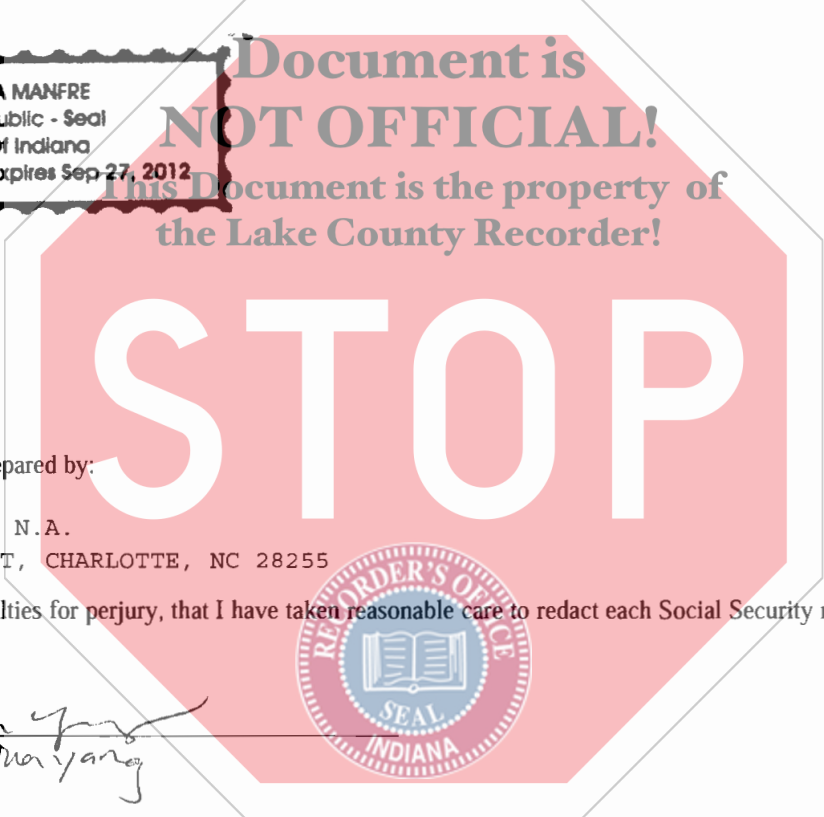 Document is
NOT OFFICIAL!
This Document is the property of
the Lake County Recorder!
A MANFRE
ublic - Seal
f Indiana
xpires Sep 27, 2012
STOP
epared by:
N.A.
T, CHARLOTTE, NC 28255
lties for perjury, that I have taken reasonable care to redact each Social Security
RECORDER'S OFFICE
SEAL
INDIANA